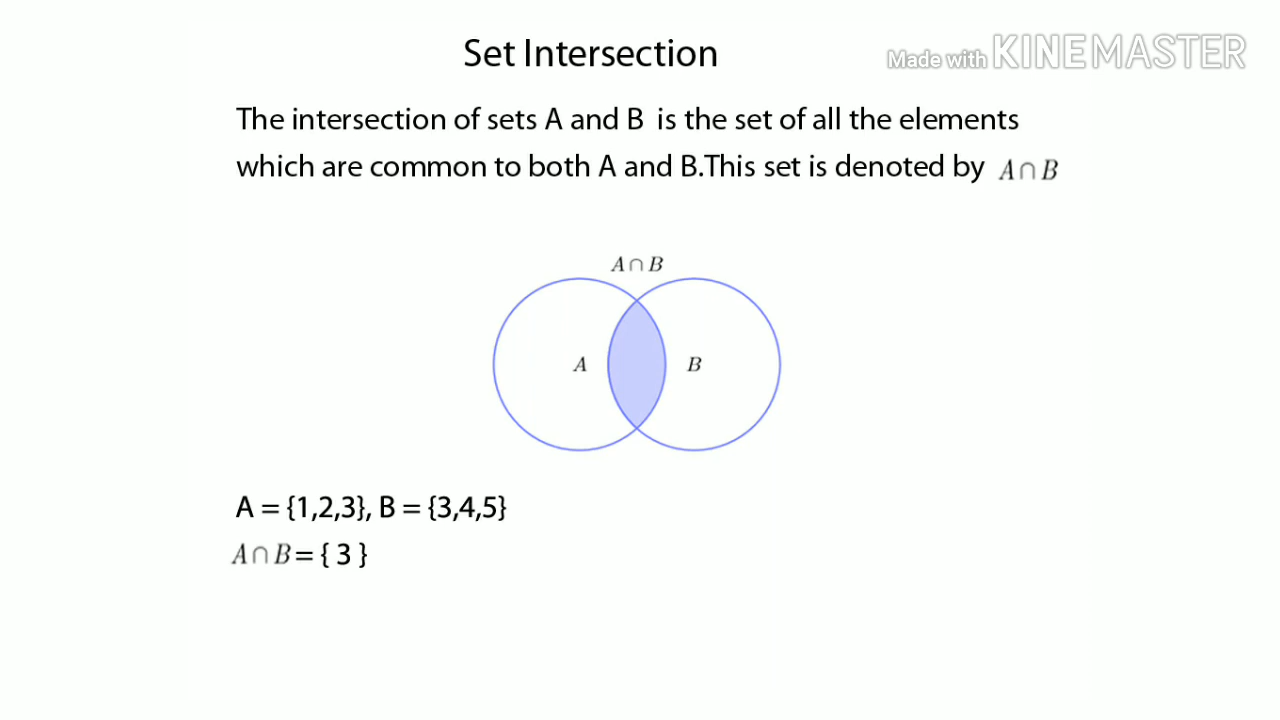 Set Intersection
Made with KINEMASTER
The intersection of sets A and B is the set of all the elements
which are common to both A and B.This set is denoted by A∩B
A∩B
A B
A = {1,2,3}, B = {3,4,5}
A∩B = { 3 }